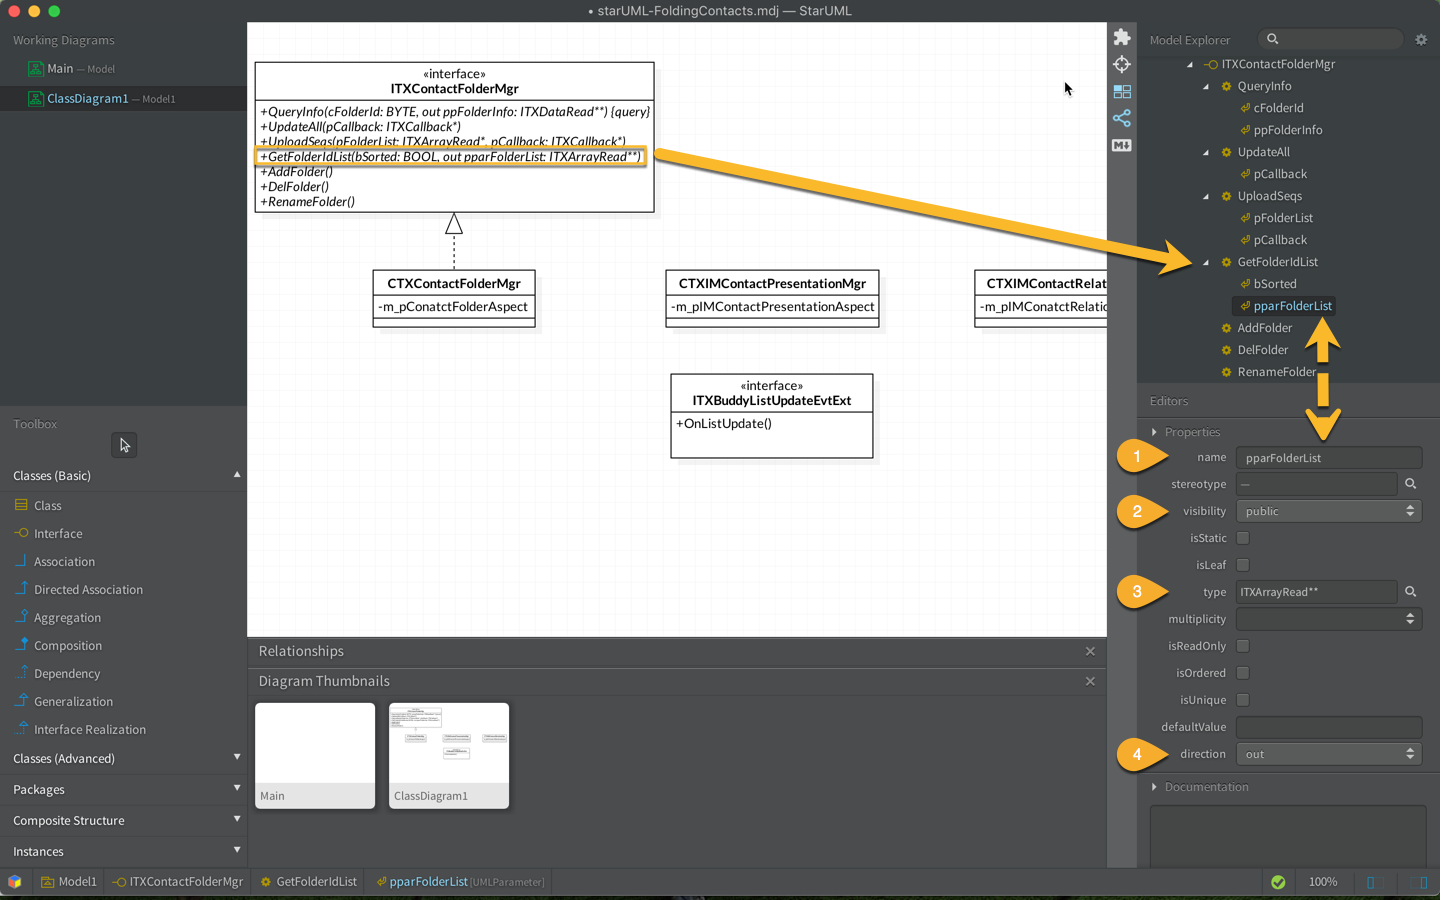 • starUML-FoldingContacts.mdj — StarUML
Working Diagrams
Main — Model
ClassDiagram1 — Model1
Toolbox
Classes (Basic)
Class
Interface
Association
Directed Association
Aggregation
Composition
Dependency
Generalization
Interface Realization
Classes (Advanced)
Packages
Composite Structure
Instances
«interface»
ITXContactFolderMgr
+QueryInfo(cFolderId: BYTE, out ppFolderInfo: ITXDataRead**) {query}
+UpdateAll(pCallback: ITXCallback*)
+UploadSeqs(pFolderList: ITXArrayRead*, pCallback: ITXCallback*)
+GetFolderIdList(bSorted: BOOL, out pparFolderList: ITXArrayRead**)
+AddFolder()
+DelFolder()
+RenameFolder()
CTXContactFolderMgr
-m_pConatctFolderAspect
CTXIMContactPresentationMgr
-m_pIMContactPresentationAspect
CTXIMContactRelat
-m_pIMConatctRelatio
«interface»
ITXBuddyListUpdateEvtExt
+OnListUpdate()
Relationships
Diagram Thumbnails
Main
ClassDiagram1
M
Model Explorer
ITXContactFolderMgr
QueryInfo
cFolderId
ppFolderInfo
UpdateAll
pCallback
UploadSeqs
pFolderList
pCallback
GetFolderIdList
bSorted
pparFolderList
AddFolder
DelFolder
RenameFolder
Editors
Properties
1 name pparFolderList
stereotype —
2 visibility public
isStatic
isLeaf
3 type ITXArrayRead**
multiplicity
isReadOnly
isOrdered
isUnique
defaultValue
4 direction out
Documentation
Model1 ITXContactFolderMgr GetFolderIdList pparFolderList [UMLParameter] 100%